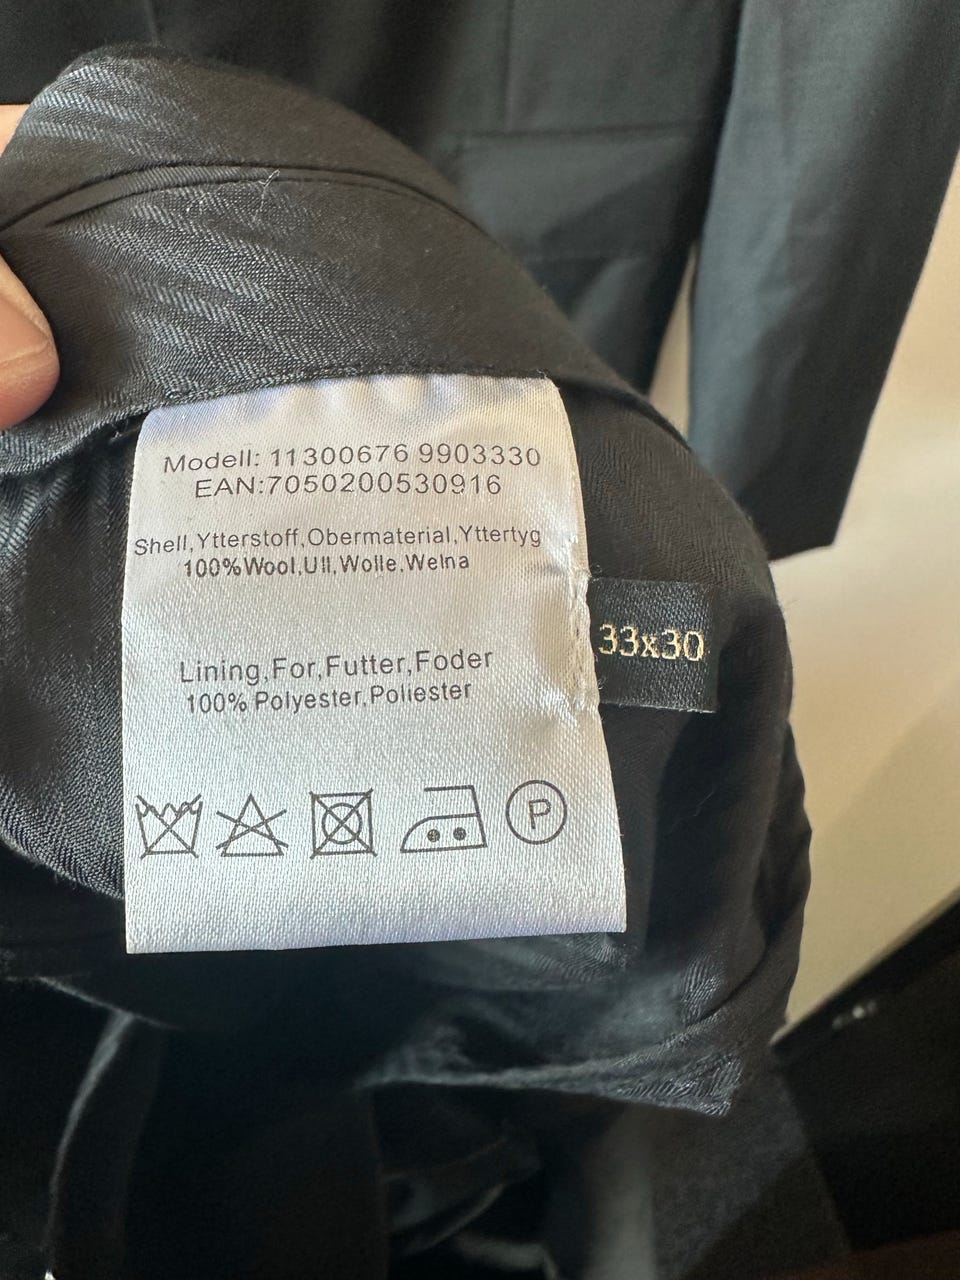 Modell: 11300676 9903330
EAN:7050200530916
Shell,Ytterstoff,Obermaterial,Yttertyg
100%Wool,Ull,Wolle,Welna
33x30
Lining,For,Futter,Foder
100% Polyester,Poliester
P